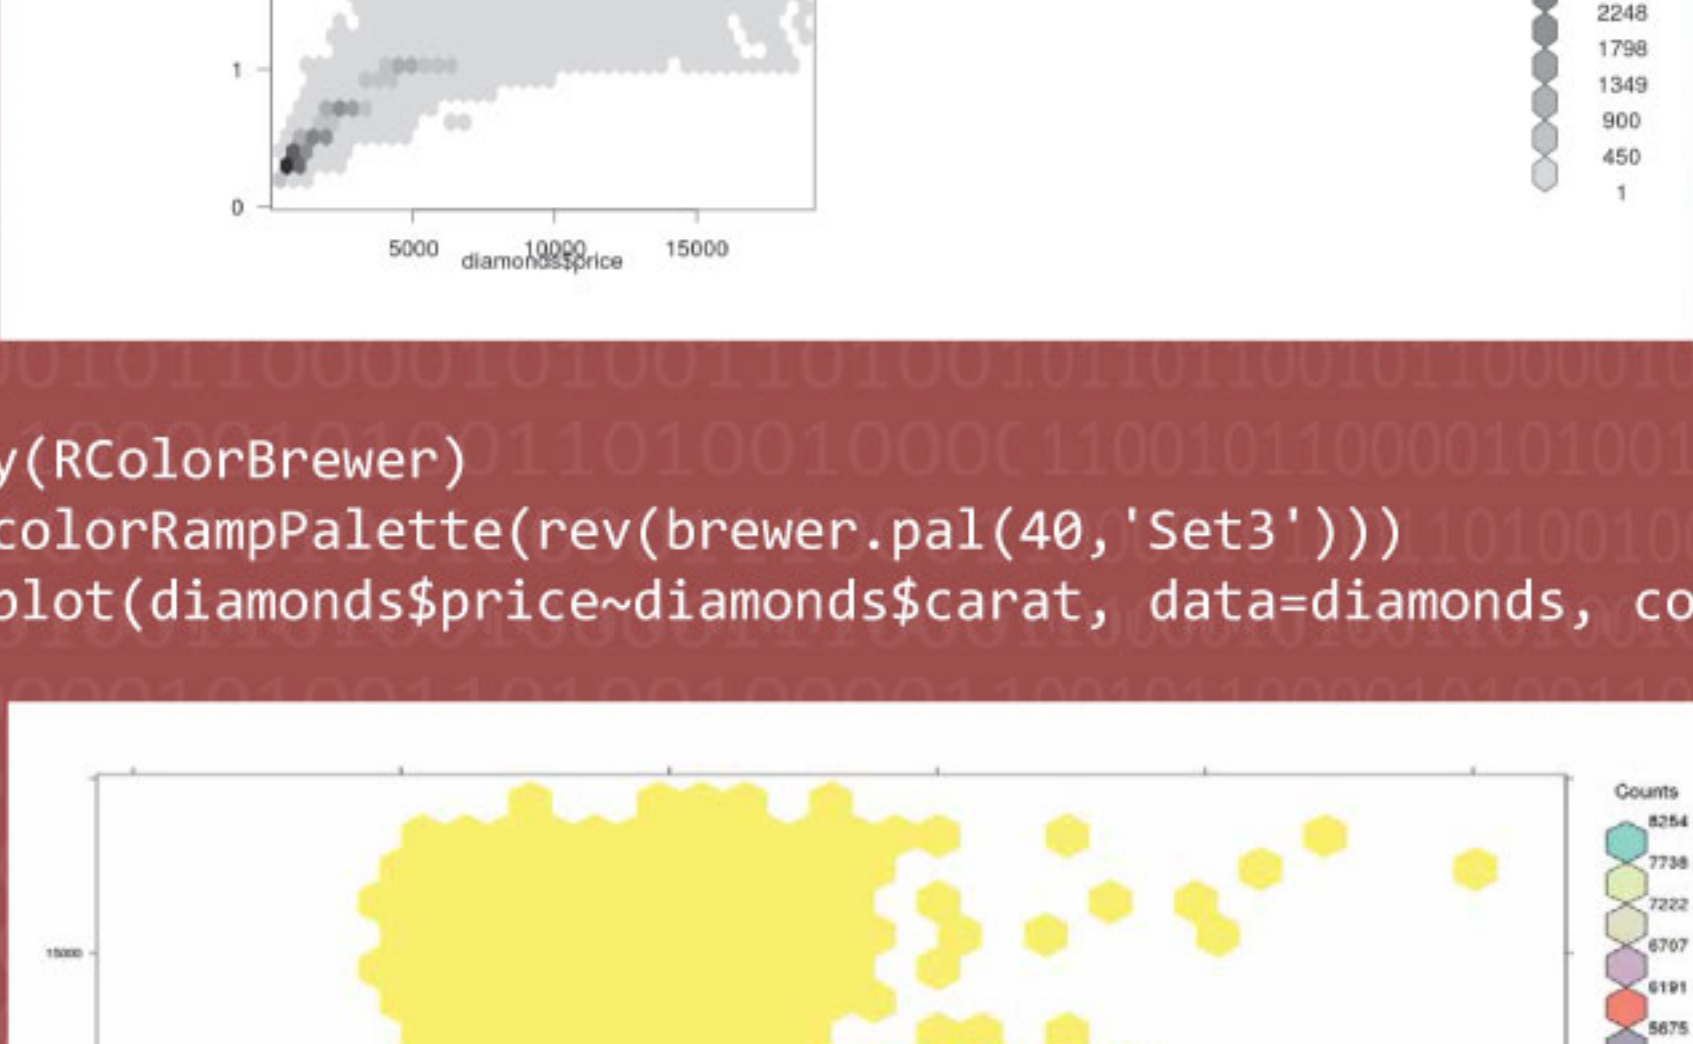 2248
1798
1349
1
900
450
1
0
5000 10000 15000
diamonds$price
y(RColorBrewer)
colorRampPalette(rev(brewer.pal(40,'Set3')))
plot(diamonds$price~diamonds$carat, data=diamonds, co
Counts
8254
7738
7222
15000
6707
6191
5675